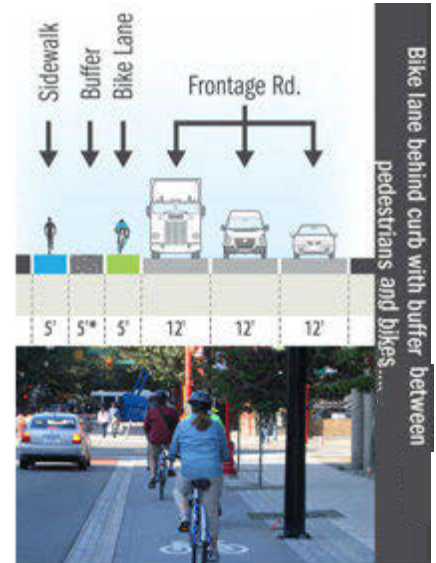 Sidewalk
Buffer
Bike Lane
Frontage Rd.
5'
5'*
5'
12'
12'
12'
Bike lane behind curb with buffer between
pedestrians and bikes.....